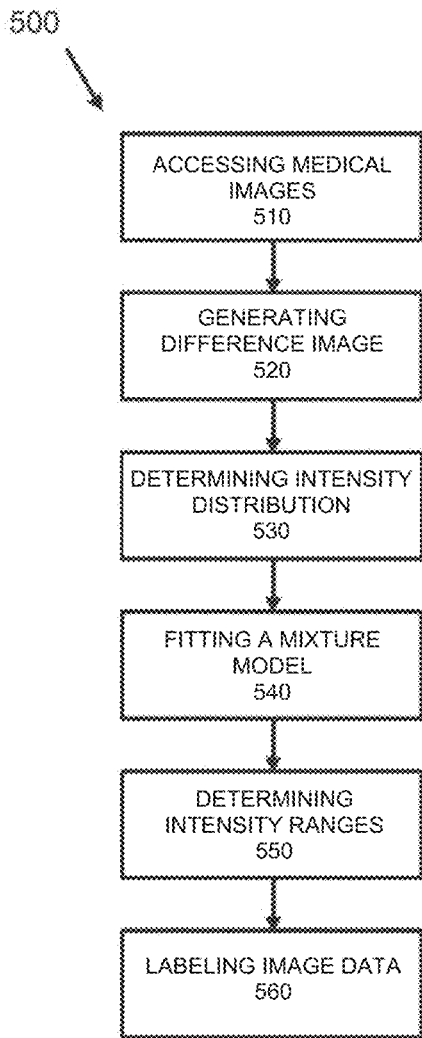 500
ACCESSING MEDICAL
IMAGES
510
GENERATING
DIFFERENCE IMAGE
520
DETERMINING INTENSITY
DISTRIBUTION
530
FITTING A MIXTURE
MODEL
540
DETERMINING
INTENSITY RANGES
550
LABELING IMAGE DATA
560